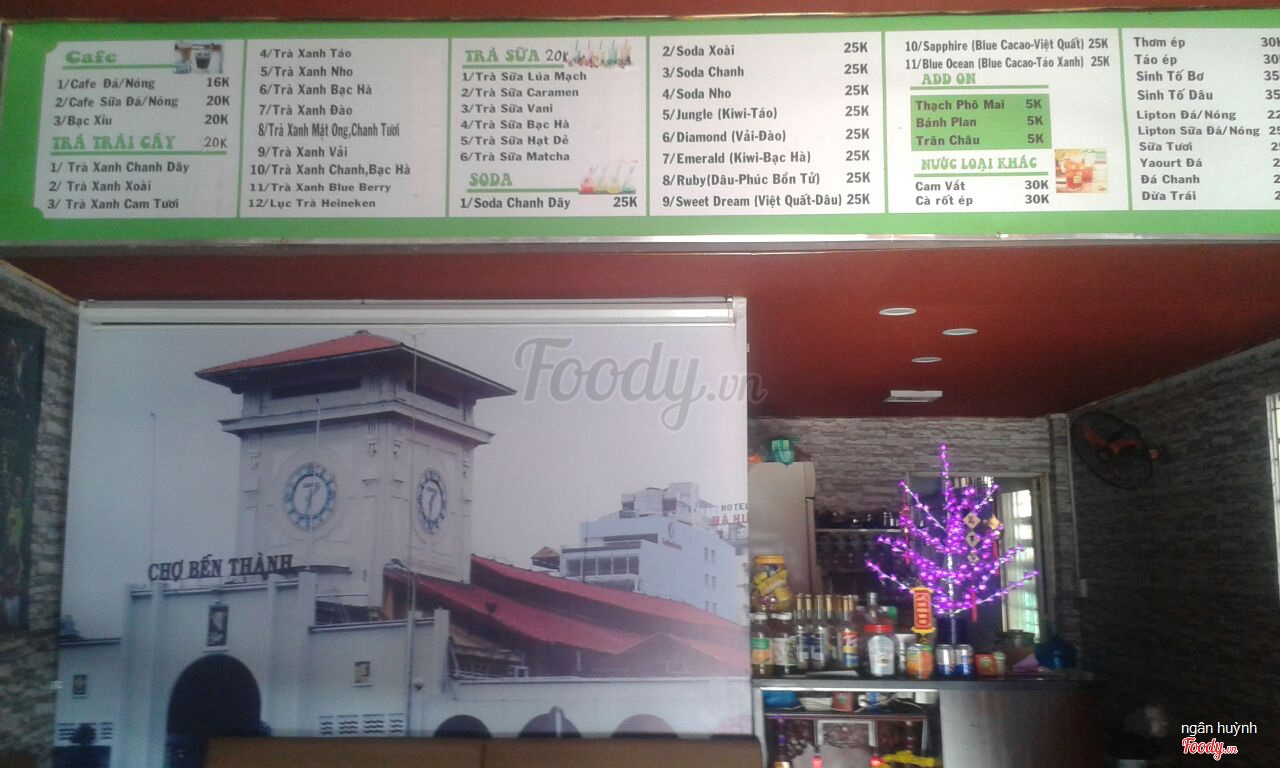 Cafe
1/Cafe Đá/Nóng 16K
2/Cafe Sữa Đá/Nóng 20K
3/Bạc Xỉu 20K
TRÀ TRÁI CÂY 20K
1/ Trà Xanh Chanh Dây
2/ Trà Xanh Xoài
3/ Trà Xanh Cam Tươi
4/Trà Xanh Táo
5/Trà Xanh Nho
6/Trà Xanh Bạc Hà
7/Trà Xanh Đào
8/Trà Xanh Mật Ong,Chanh Tươi
9/Trà Xanh Vải
10/Trà Xanh Chanh,Bạc Hà
11/Trà Xanh Blue Berry
12/Lục Trà Heineken
TRÀ SỮA 20K
1/Trà Sữa Lúa Mạch
2/Trà Sữa Caramen
3/Trà Sữa Vani
4/Trà Sữa Bạc Hà
5/Trà Sữa Hạt Dẻ
6/Trà Sữa Matcha
SODA
1/Soda Chanh Dây 25K
2/Soda Xoài 25K
3/Soda Chanh 25K
4/Soda Nho 25K
5/Jungle (Kiwi-Táo) 25K
6/Diamond (Vải-Đào) 25K
7/Emerald (Kiwi-Bạc Hà) 25K
8/Ruby(Dâu-Phúc Bồn Tử) 25K
9/Sweet Dream (Việt Quất-Dâu) 25K
10/Sapphire (Blue Cacao-Việt Quất) 25K
11/Blue Ocean (Blue Cacao-Táo Xanh) 25K
ADD ON
Thạch Phô Mai 5K
Bánh Plan 5K
Trân Châu 5K
NƯỚC LOẠI KHÁC
Cam Vắt 30K
Cà rốt ép 30K
Thơm ép 30
Táo ép 30
Sinh Tố Bơ 35
Sinh Tố Dâu 35
Lipton Đá/Nóng 22
Lipton Sữa Đá/Nóng 25
Sữa Tươi
Yaourt Đá
Đá Chanh
Dừa Trái
Foody.vn
HOTEL
CHỢ BẾN THÀNH
7
ngân huỳnh
Foody.vn